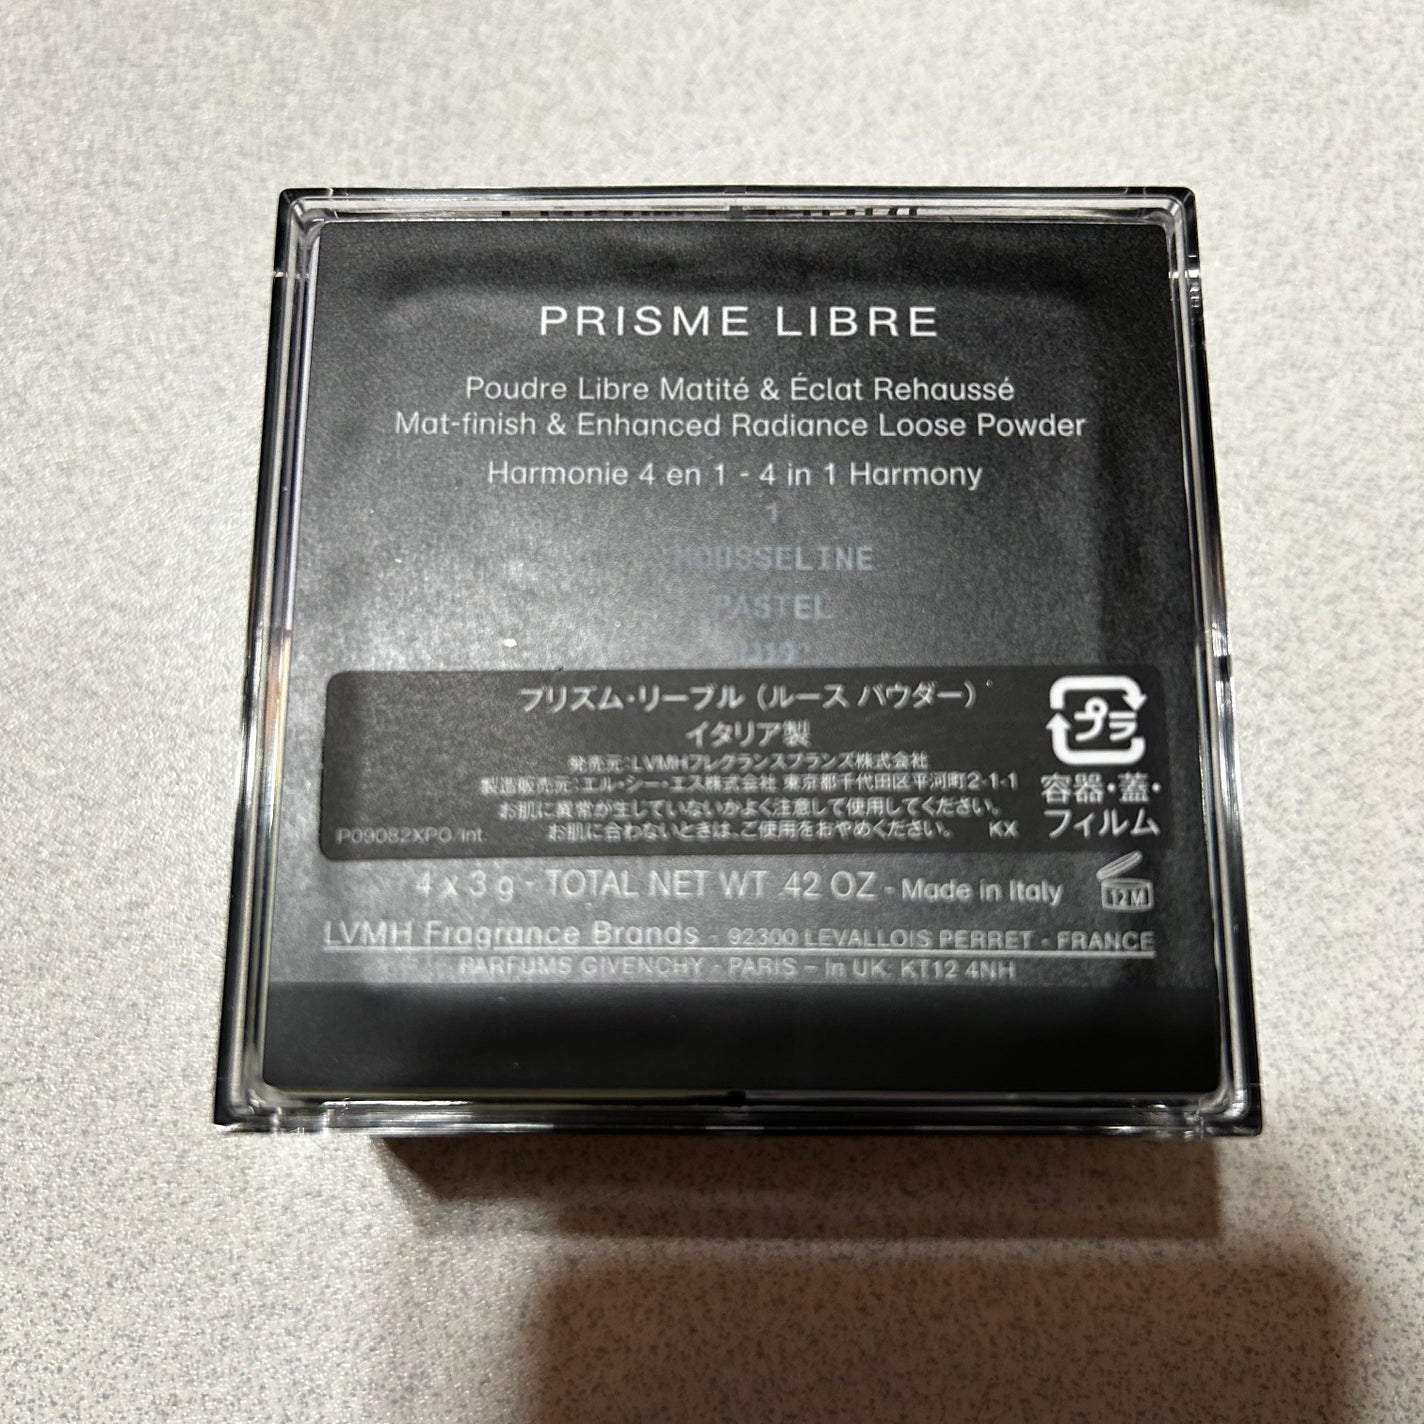 PRISME LIBRE
Poudre Libre Matité & Éclat Rehaussé
Mat-finish & Enhanced Radiance Loose Powder
Harmonie 4 en 1 - 4 in 1 Harmony
1
MOUSSELINE
PASTEL
プリズム・リーブル（ルース パウダー）
イタリア製
発売元:LVMHフレグランスブランズ株式会社
製造販売元:エル・シー・エス株式会社 東京都千代田区平河町2-1-1
お肌に異常が生じていないかよく注意して使用してください。
お肌に合わないときは、ご使用をおやめください。 KX
P09082XPO/Int.
プラ
容器・蓋・
フィルム
4 x 3 g - TOTAL NET WT .42 OZ - Made in Italy
12M
LVMH Fragrance Brands - 92300 LEVALLOIS PERRET - FRANCE
PARFUMS GIVENCHY - PARIS - In UK. KT12 4NH